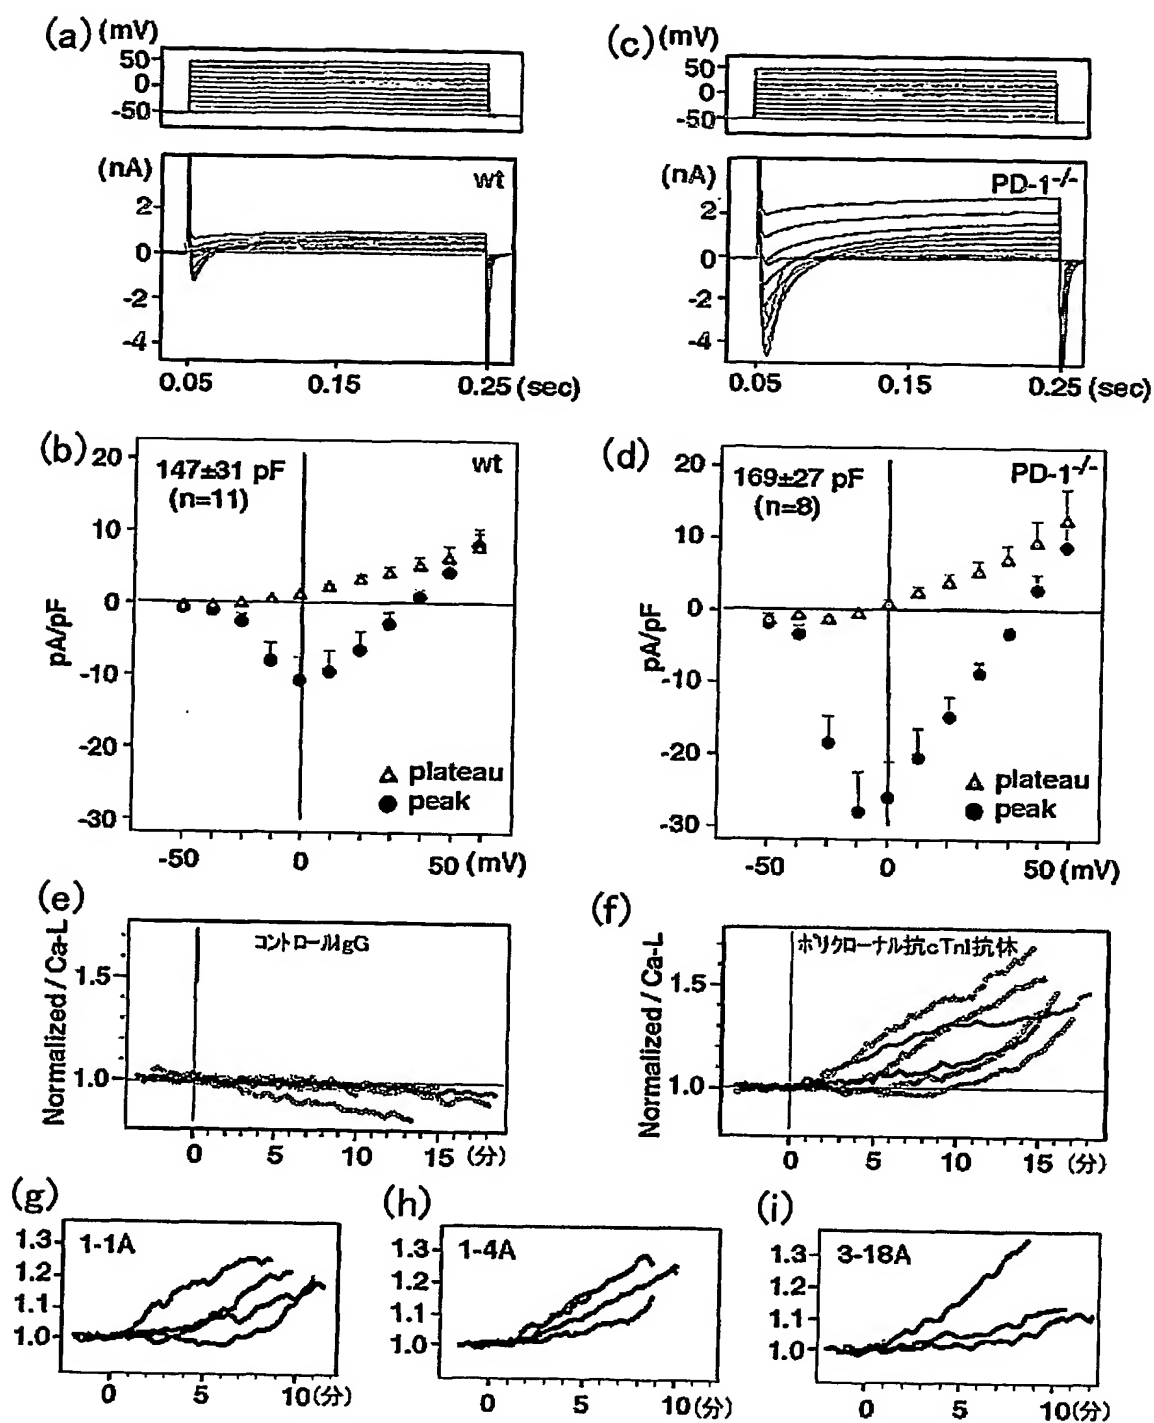 (a) (mV)
50
0
-50
(nA)
wt
2
0
-2
-4
0.05 0.15 0.25 (sec)
(c) (mV)
50
0
-50
(nA)
PD-1-/-
2
0
-2
-4
0.05 0.15 0.25 (sec)
(b)
147±31 pF
(n=11)
wt
20
10
0
-10
-20
-30
pA/pF
△ plateau
● peak
-50 0 50 (mV)
(d)
169±27 pF
(n=8)
PD-1-/-
20
10
0
-10
-20
-30
pA/pF
△ plateau
● peak
-50 0 50 (mV)
(e)
コントロールIgG
Normalized / Ca-L
1.5
1.0
0 5 10 15 (分)
(f)
ポリクローナル抗cTnI抗体
Normalized / Ca-L
1.5
1.0
0 5 10 15 (分)
(g)
1-1A
1.3
1.2
1.1
1.0
0 5 10 (分)
(h)
1-4A
1.3
1.2
1.1
1.0
0 5 10 (分)
(i)
3-18A
1.3
1.2
1.1
1.0
0 5 10 (分)